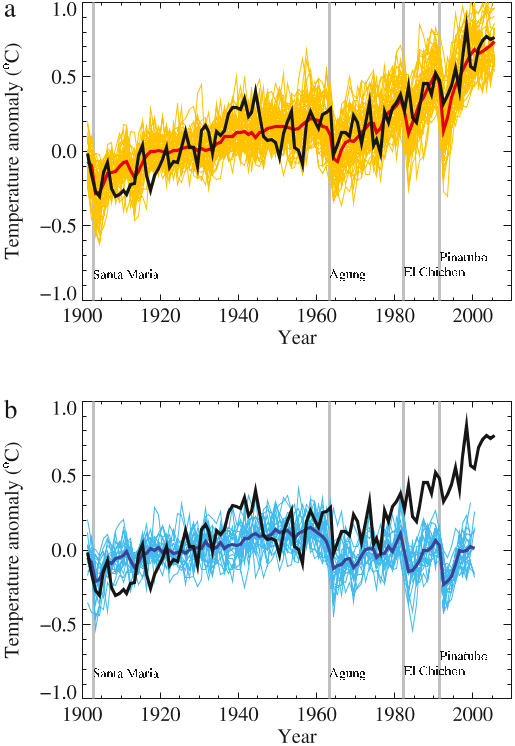 a
Temperature anomaly (°C)
1.0
0.5
0.0
−0.5
−1.0
Santa Maria
Agung
El Chichon
Pinatubo
1900 1920 1940 1960 1980 2000
Year
b
Temperature anomaly (°C)
1.0
0.5
0.0
−0.5
−1.0
Santa Maria
Agung
El Chichon
Pinatubo
1900 1920 1940 1960 1980 2000
Year